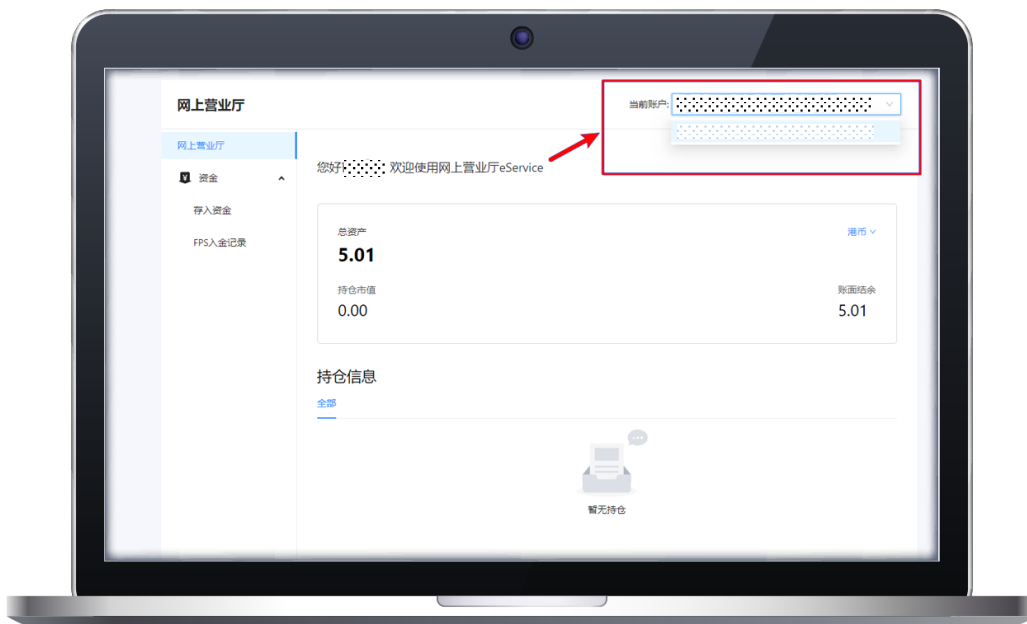 网上营业厅
当前账户:
网上营业厅
资金
存入资金
FPS入金记录
您好 欢迎使用网上营业厅eService
总资产
港币
5.01
持仓市值
账面结余
0.00
5.01
持仓信息
全部
暂无持仓